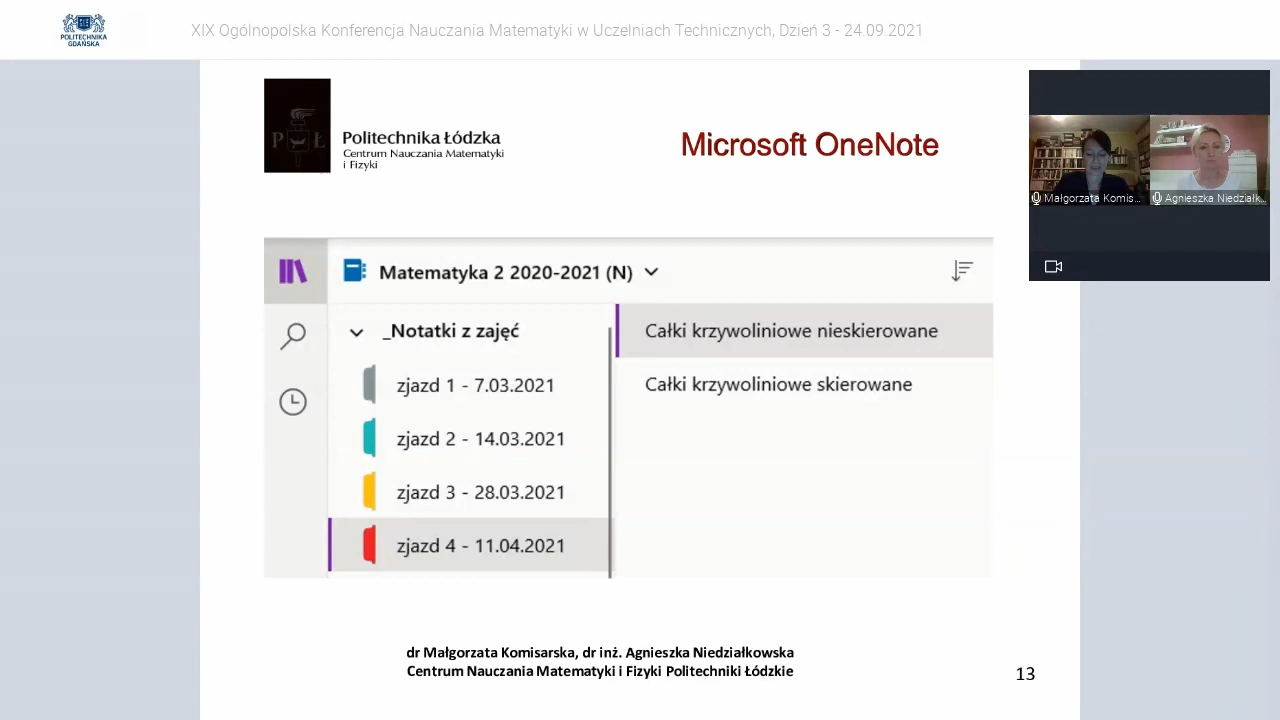 POLITECHNIKA
GDAŃSKA
XIX Ogólnopolska Konferencja Nauczania Matematyki w Uczelniach Technicznych, Dzień 3 - 24.09.2021
P Ł
Politechnika Łódzka
Centrum Nauczania Matematyki
i Fizyki
Microsoft OneNote
Małgorzata Komis...
Agnieszka Niedziałk...
Matematyka 2 2020-2021 (N)
_Notatki z zajęć
zjazd 1 - 7.03.2021
zjazd 2 - 14.03.2021
zjazd 3 - 28.03.2021
zjazd 4 - 11.04.2021
Całki krzywoliniowe nieskierowane
Całki krzywoliniowe skierowane
dr Małgorzata Komisarska, dr inż. Agnieszka Niedziałkowska
Centrum Nauczania Matematyki i Fizyki Politechniki Łódzkie
13